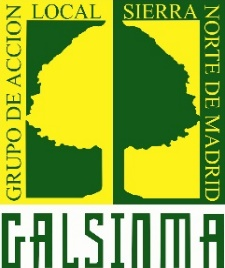 GRUPO DE ACCION
LOCAL SIERRA
NORTE DE MADRID
GALSINMA